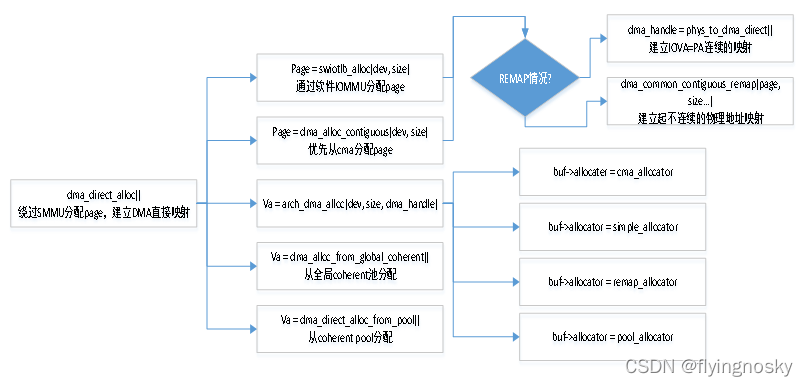 dma_direct_alloc||
绕过SMMU分配page，建立DMA直接映射
Page = swiotlb_alloc|dev, size|
通过软件IOMMU分配page
Page = dma_alloc_contiguous|dev, size|
优先从cma分配page
Va = arch_dma_allcc|dev, size, dma_handle|
Va = dma_allcc_from_global_coherent||
从全局coherent池分配
Va = dma_direct_alloc_from_pool||
从coherent pool分配
REMAP情况?
dma_handle = phys_to_dma_direct||
建立IOVA=PA连续的映射
dma_common_contiguous_remap|page,
size...|
建立起不连续的物理地址映射
buf->allocater = cma_allccator
buf->allocator = simple_allccator
buf->allocator = remap_allocator
buf->allocator = pool_allocator
CSDN @flyingnosky